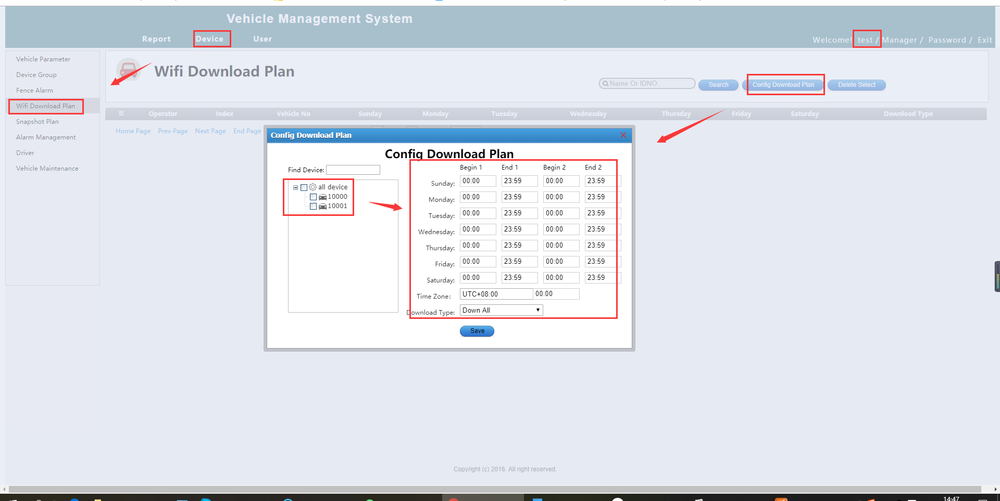 Vehicle Management System
Report Device User
Welcome! test / Manager / Password / Exit
Vehicle Parameter
Device Group
Fence Alarm
Wifi Download Plan
Snapshot Plan
Alarm Management
Driver
Vehicle Maintenance
Wifi Download Plan
Name Or IDNO. Search Config Download Plan Delete Select
Operator Index Vehicle No Sunday Monday Tuesday Wednesday Thursday Friday Saturday Download Type
Home Page Prev Page Next Page End Page
Config Download Plan
Config Download Plan
Find Device:
all device
10000
10001
Begin 1 End 1 Begin 2 End 2
Sunday: 00:00 23:59 00:00 23:59
Monday: 00:00 23:59 00:00 23:59
Tuesday: 00:00 23:59 00:00 23:59
Wednesday: 00:00 23:59 00:00 23:59
Thursday: 00:00 23:59 00:00 23:59
Friday: 00:00 23:59 00:00 23:59
Saturday: 00:00 23:59 00:00 23:59
Time Zone: UTC+08:00 00:00
Download Type: Down All
Save
Copyright (c) 2016. All right reserved.
14:47